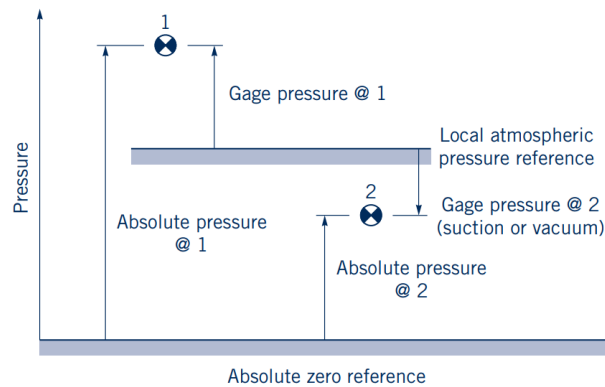 1
Gage pressure @ 1
Local atmospheric
pressure reference
2
Gage pressure @ 2
(suction or vacuum)
Absolute pressure
@ 1
Absolute pressure
@ 2
Pressure
Absolute zero reference